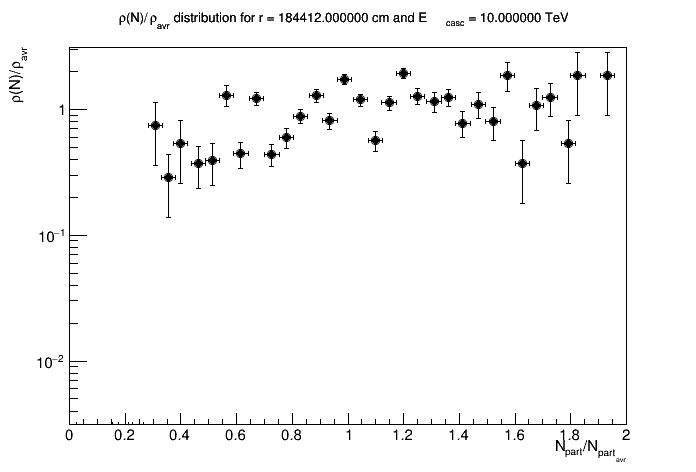 ρ(N)/ρavr distribution for r = 184412.000000 cm and E casc = 10.000000 TeV
ρ(N)/ρavr
1
10−1
10−2
0 0.2 0.4 0.6 0.8 1 1.2 1.4 1.6 1.8 2
Npart/Npartavr